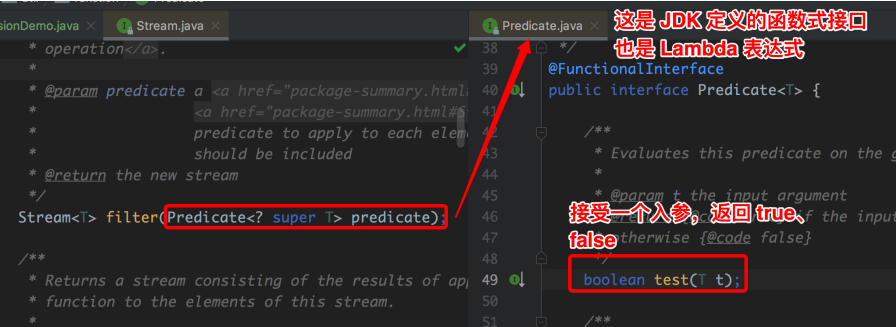 sionDemo.java
Stream.java
Predicate.java
这是 JDK 定义的函数式接口
也是 Lambda 表达式
* operation</a>.
*
* @param predicate a <a href="package-summary.html
* <a href="package-summary.html#S
* predicate to apply to each elem
* should be included
* @return the new stream
*/
Stream<T> filter(Predicate<? super T> predicate);
/**
* Returns a stream consisting of the results of app
* function to the elements of this stream.
*
38 */
39 @FunctionalInterface
40 public interface Predicate<T> {
41
42 /**
43 * Evaluates this predicate on the g
44 *
45 * @param t the input argument
46 if the input
接受一个入参，返回 true、
false
47 otherwise {@code false}
48 */
49 boolean test(T t);
50
51 /**